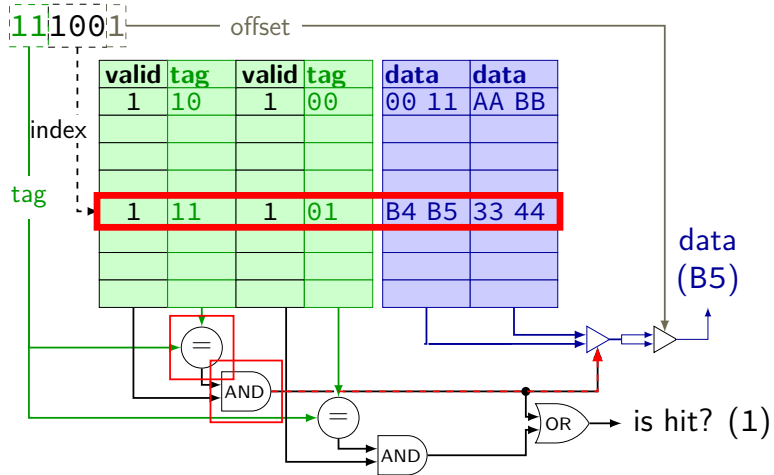 111001
offset
valid tag valid tag data data
1 10 1 00 00 11 AA BB
index
tag
1 11 1 01 B4 B5 33 44
data
(B5)
=
AND
=
OR
is hit? (1)
AND